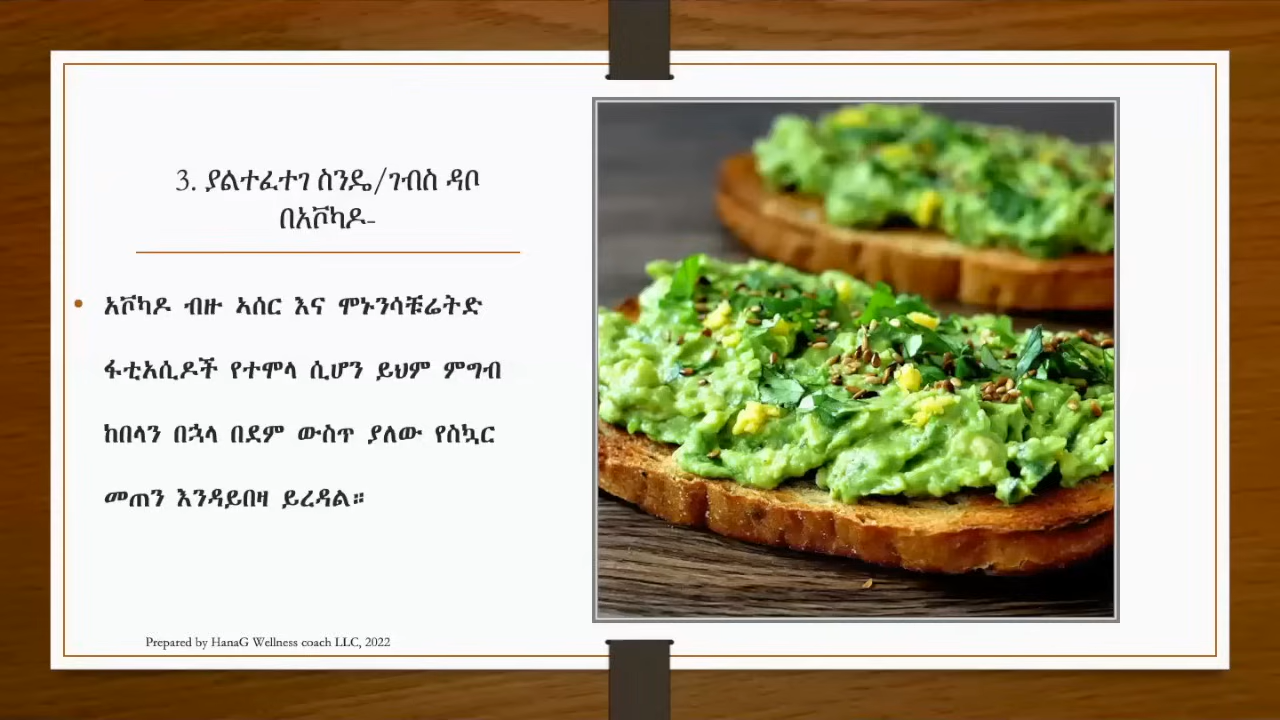 3. ያልተፈተገ ስንዴ/ገብስ ዳቦ
በአቮካዶ-
• አቮካዶ ብዙ ኣሰር እና ሞኑንሳቹሬትድ
ፋቲአሲዶች የተሞላ ሲሆን ይህም ምግብ
ከበላን በኋላ በደም ውስጥ ያለው የስኳር
መጠን እንዳይበዛ ይረዳል።
Prepared by HanaG Wellness coach LLC, 2022